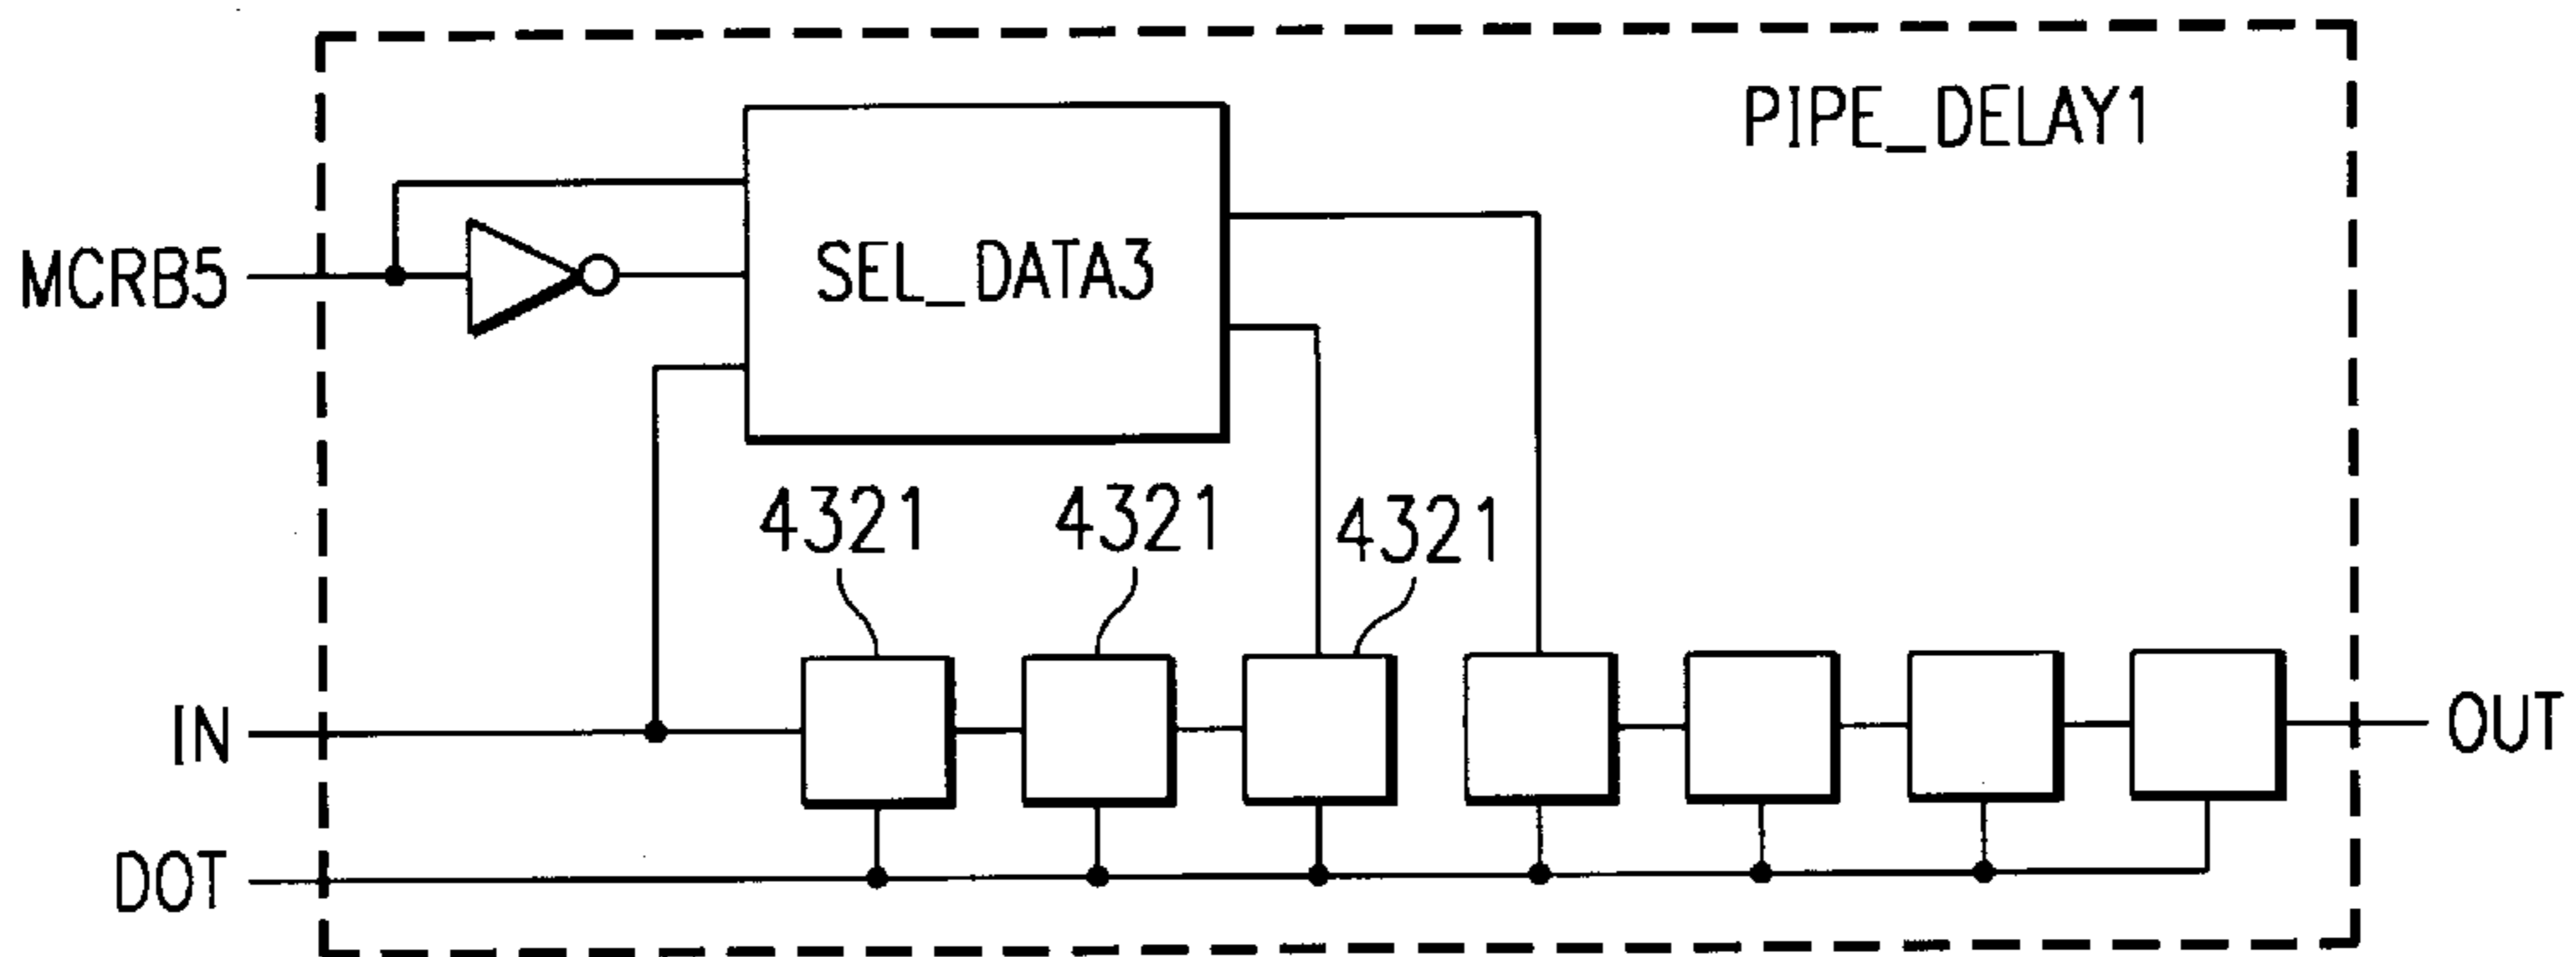 PIPE_DELAY1
MCRB5
SEL_DATA3
4321
4321
4321
IN
OUT
DOT